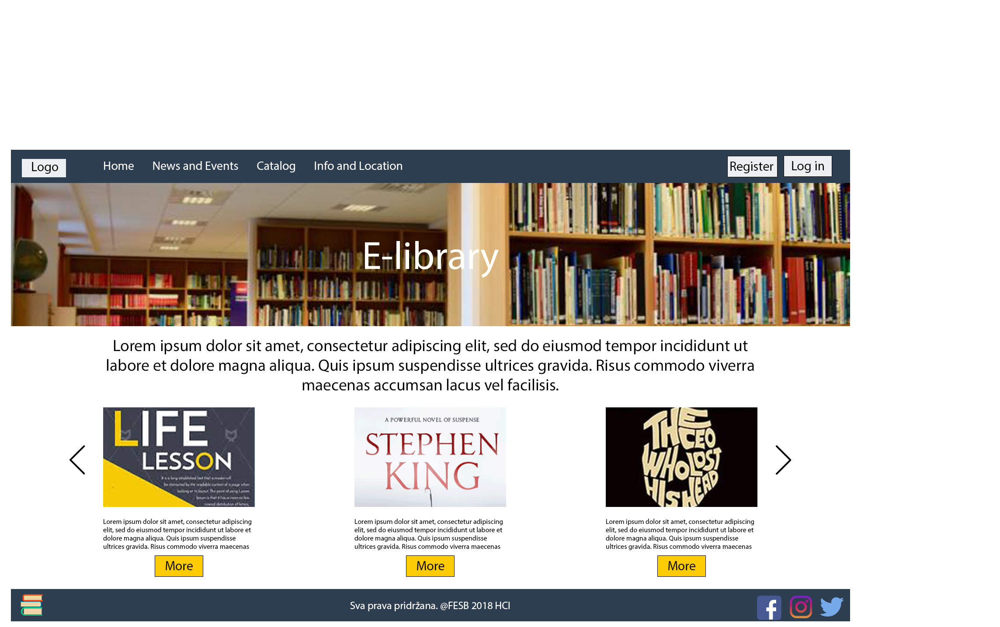 Logo
Home
News and Events
Catalog
Info and Location
Register
Log in
E-library
Lorem ipsum dolor sit amet, consectetur adipiscing elit, sed do eiusmod tempor incididunt ut
labore et dolore magna aliqua. Quis ipsum suspendisse ultrices gravida. Risus commodo viverra
maecenas accumsan lacus vel facilisis.
LIFE
LESSON
It is a long established fact that a reader will
be distracted by the readable content of a page when
looking at its layout. The point of using Lorem
Ipsum is that it has a more-or-less
normal distribution of letters,
Lorem ipsum dolor sit amet, consectetur adipiscing
elit, sed do eiusmod tempor incididunt ut labore et
dolore magna aliqua. Quis ipsum suspendisse
ultrices gravida. Risus commodo viverra maecenas
More
A POWERFUL NOVEL OF SUSPENSE
STEPHEN
KING
Lorem ipsum dolor sit amet, consectetur adipiscing
elit, sed do eiusmod tempor incididunt ut labore et
dolore magna aliqua. Quis ipsum suspendisse
ultrices gravida. Risus commodo viverra maecenas
More
THE
CEO
WHO LOST
HIS HEAD
Lorem ipsum dolor sit amet, consectetur adipiscing
elit, sed do eiusmod tempor incididunt ut labore et
dolore magna aliqua. Quis ipsum suspendisse
ultrices gravida. Risus commodo viverra maecenas
More
Sva prava pridržana. @FESB 2018 HCI